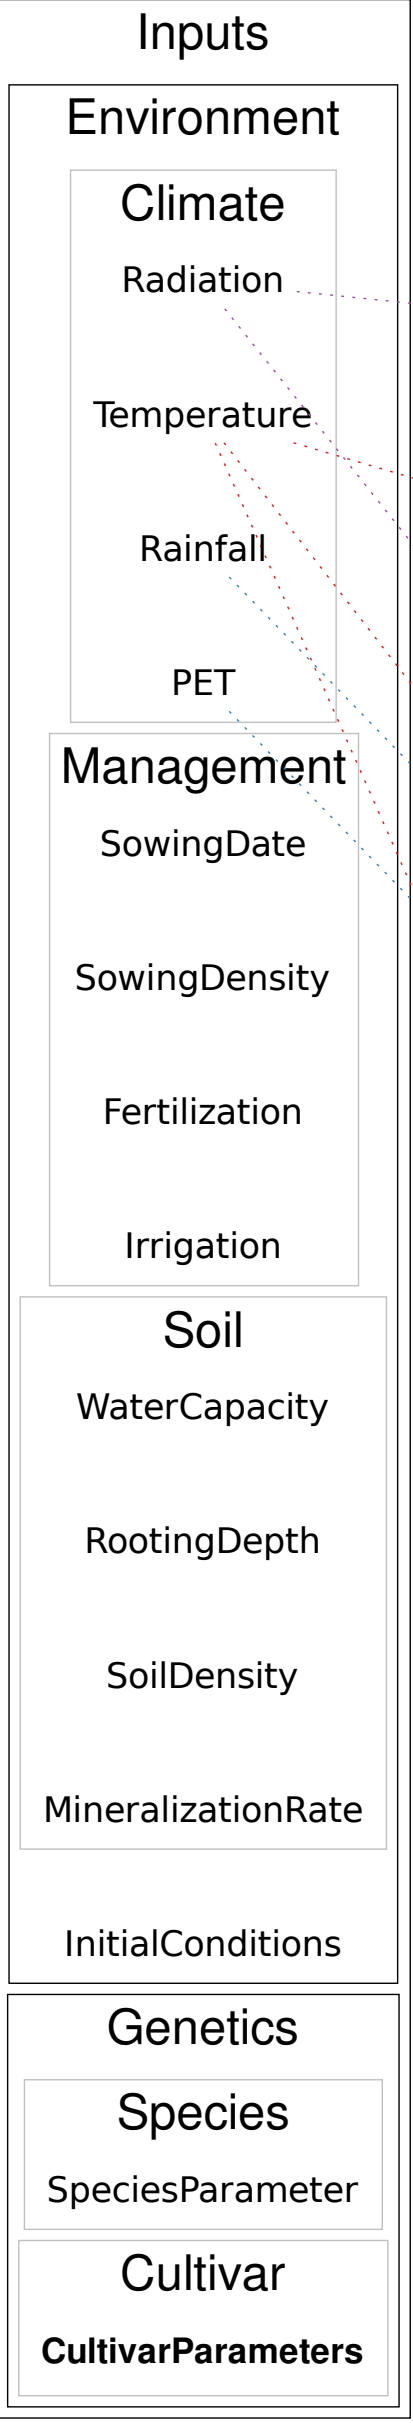 Inputs
Environment
Climate
Radiation
Temperature
Rainfall
PET
Management
SowingDate
SowingDensity
Fertilization
Irrigation
Soil
WaterCapacity
RootingDepth
SoilDensity
MineralizationRate
InitialConditions
Genetics
Species
SpeciesParameter
Cultivar
CultivarParameters